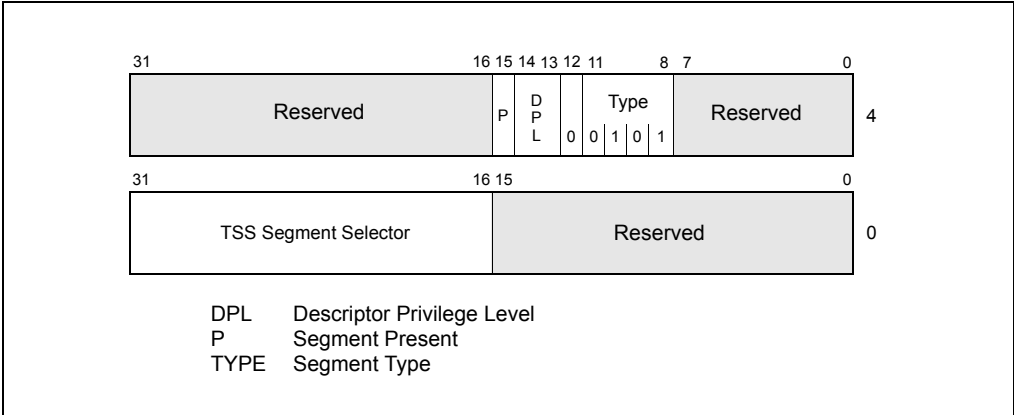 31 16 15 14 13 12 11 8 7 0
Reserved P DPL 0 Type 0 1 0 1 Reserved 4
31 16 15 0
TSS Segment Selector Reserved 0
DPL Descriptor Privilege Level
P Segment Present
TYPE Segment Type